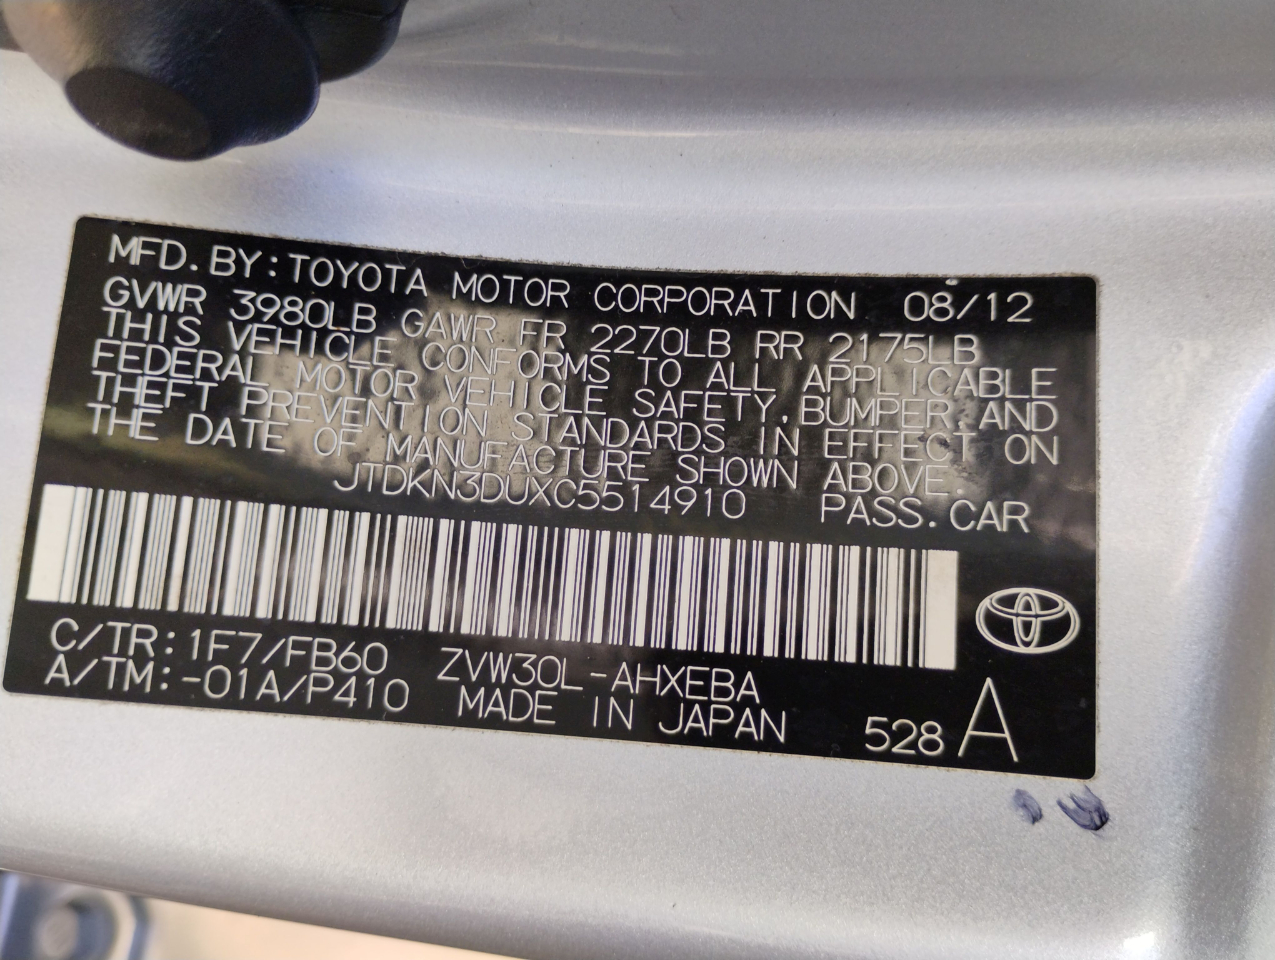 MFD. BY: TOYOTA MOTOR CORPORATION 08/12
GVWR 3980LB GAWR FR 2270LB RR 2175LB
THIS VEHICLE CONFORMS TO ALL APPLICABLE
FEDERAL MOTOR VEHICLE SAFETY, BUMPER, AND
THEFT PREVENTION STANDARDS IN EFFECT ON
THE DATE OF MANUFACTURE SHOWN ABOVE.
JTDKN3DUXC5514910 PASS. CAR
C/TR: 1F7/FB60 ZVW30L-AHXEBA
A/TM: -01A/P410 MADE IN JAPAN 528 A